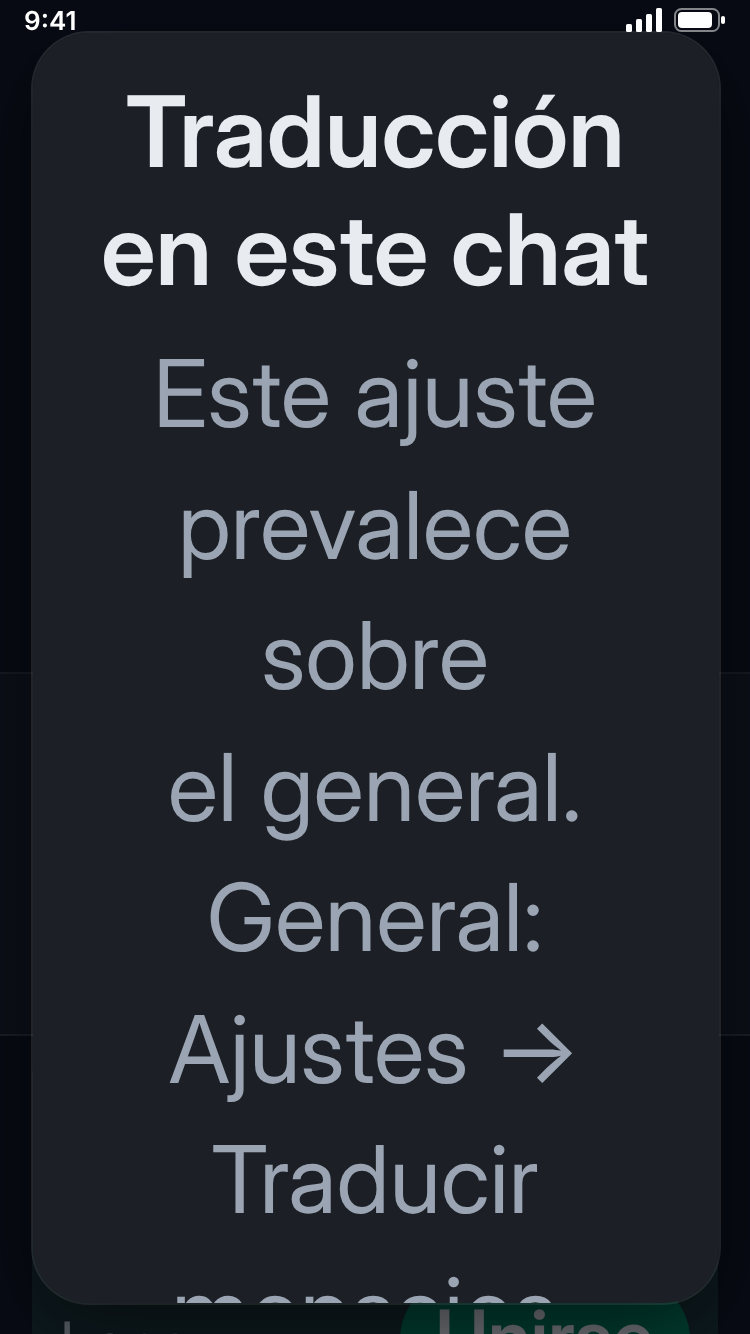 9:41
Traducción
en este chat
Este ajuste
prevalece
sobre
el general.
General:
Ajustes →
Traducir